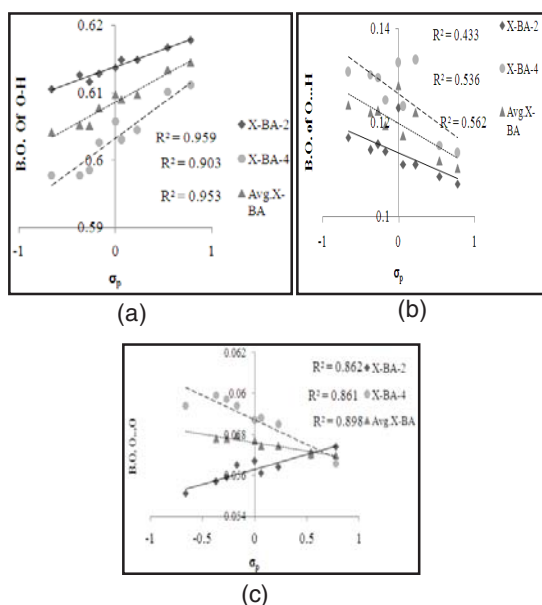 (a)
B.O. Of O-H
0.62
0.61
0.6
0.59
-1
0
1
σp
R² = 0.959
R² = 0.903
R² = 0.953
X-BA-2
X-BA-4
Avg.X-
BA
(b)
B.O. of O...H
0.14
0.12
0.1
-1
0
1
σp
R² = 0.433
R² = 0.536
R² = 0.562
X-BA-2
X-BA-4
Avg.X-
BA
(c)
B.O. O...O
0.062
0.06
0.058
0.056
0.054
-1
-0.5
0
0.5
1
σp
R² = 0.862
R² = 0.861
R² = 0.898
X-BA-2
X-BA-4
Avg.X-BA